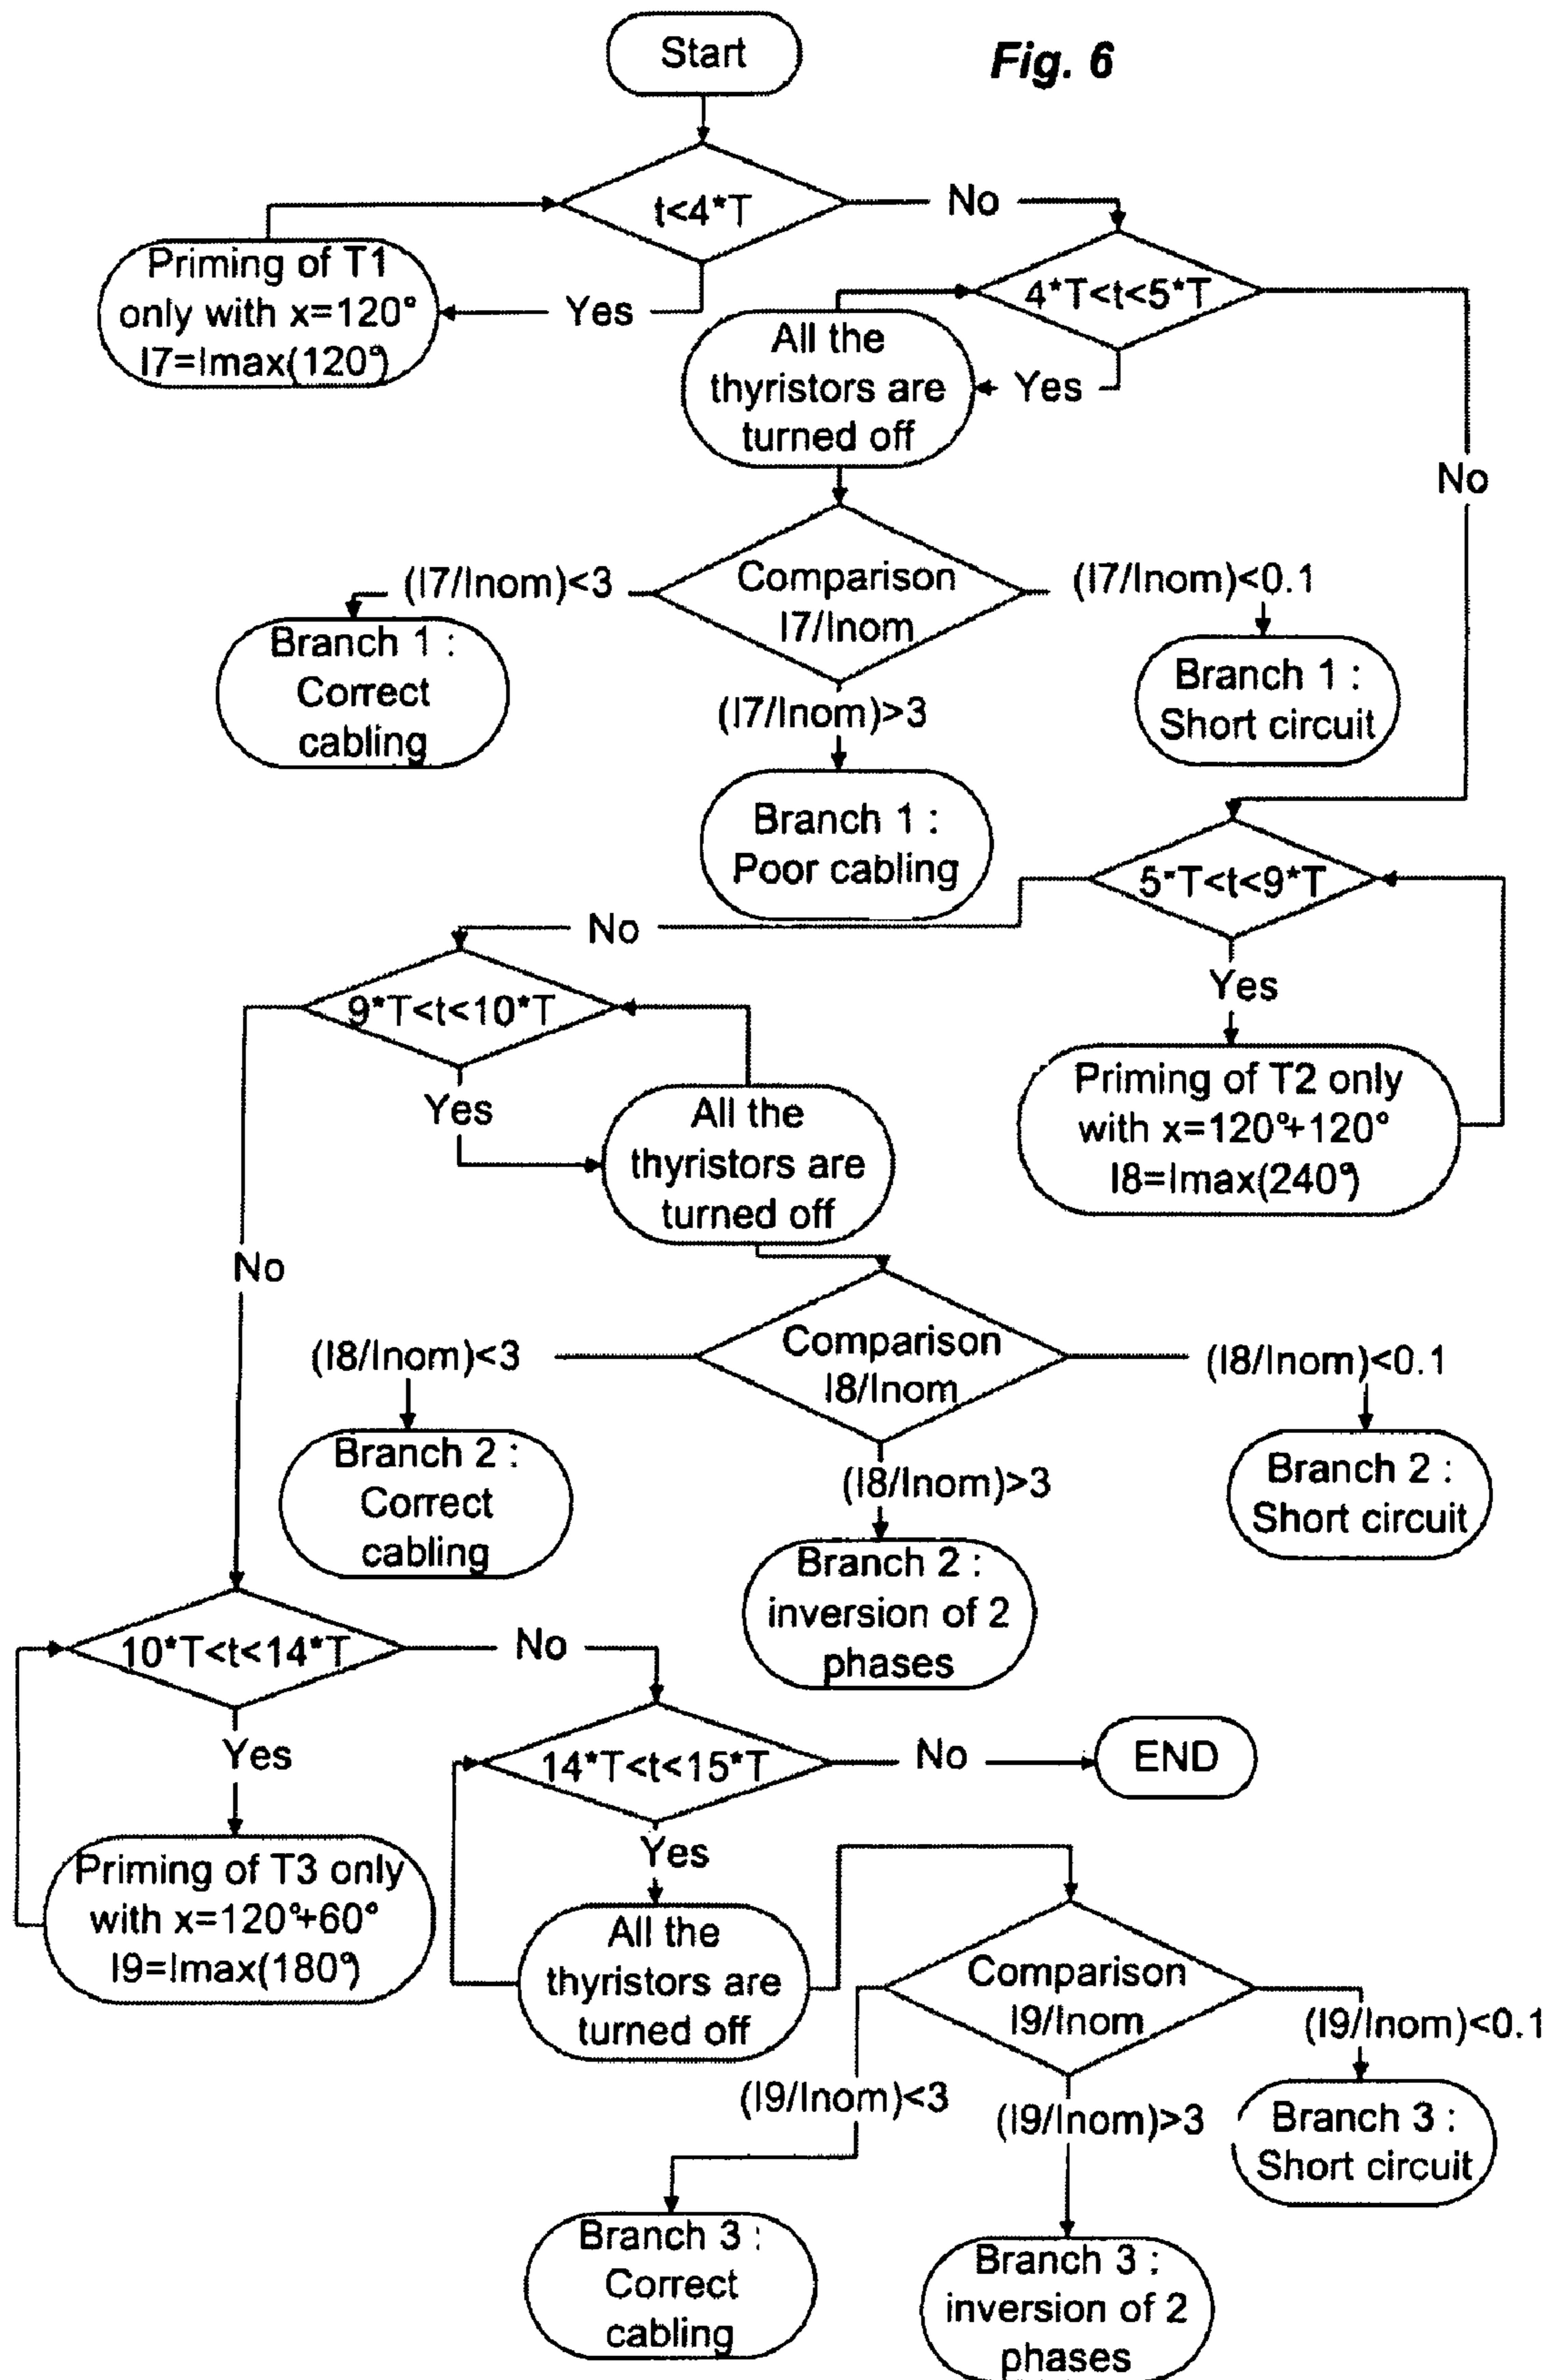 Start
Fig. 6
t<4*T
No
Priming of T1
only with x=120°
I7=Imax(120°)
Yes
4*T<t<5*T
All the
thyristors are
turned off
Yes
No
Comparison
I7/Inom
(I7/Inom)<3
(I7/Inom)<0.1
Branch 1 :
Correct
cabling
(I7/Inom)>3
Branch 1 :
Short circuit
Branch 1 :
Poor cabling
5*T<t<9*T
No
9*T<t<10*T
Yes
Yes
Priming of T2 only
with x=120°+120°
I8=Imax(240°)
All the
thyristors are
turned off
No
Comparison
I8/Inom
(I8/Inom)<3
(I8/Inom)<0.1
Branch 2 :
Correct
cabling
(I8/Inom)>3
Branch 2 :
Short circuit
Branch 2 :
inversion of 2
phases
10*T<t<14*T
No
Yes
14*T<t<15*T
No
END
Yes
Priming of T3 only
with x=120°+60°
I9=Imax(180°)
All the
thyristors are
turned off
Comparison
I9/Inom
(I9/Inom)<0.1
(I9/Inom)<3
(I9/Inom)>3
Branch 3 :
Short circuit
Branch 3 :
Correct
cabling
Branch 3 :
inversion of 2
phases